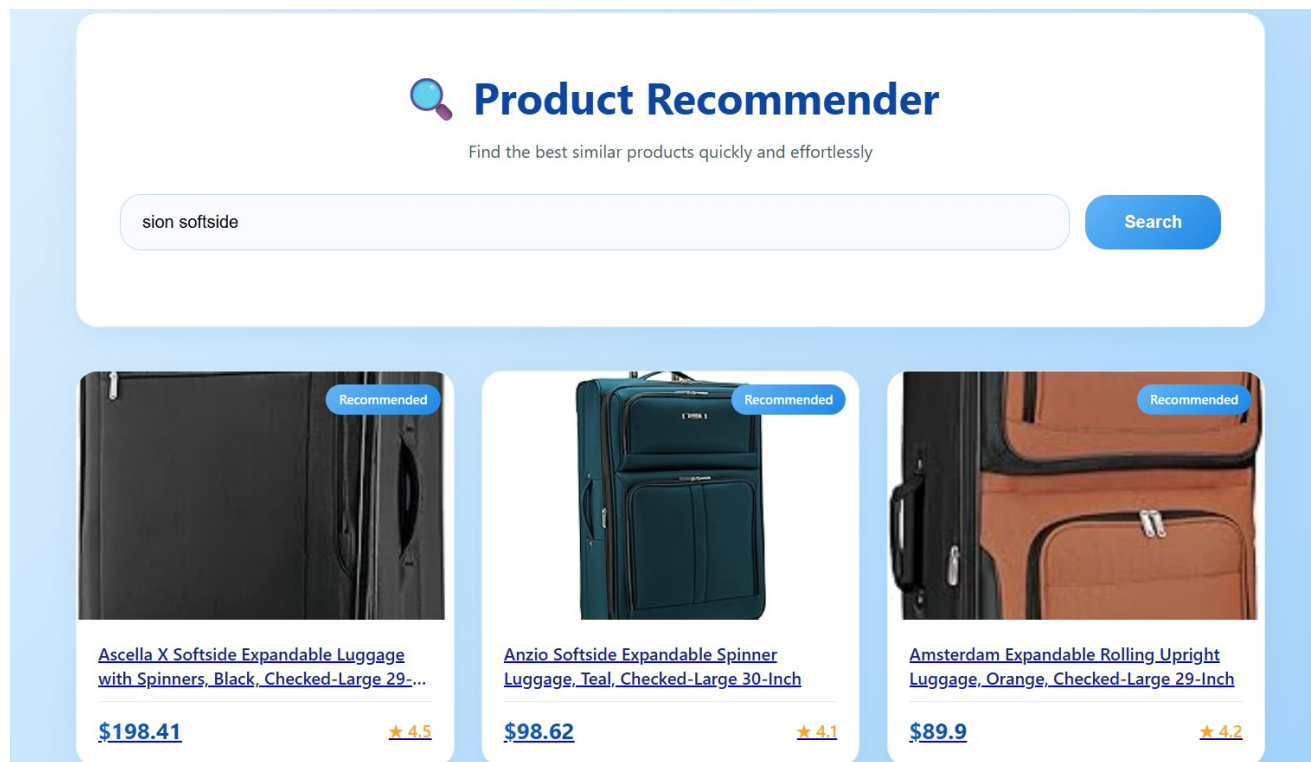 Product Recommender
Find the best similar products quickly and effortlessly
sion softside
Search
Recommended
Recommended
Recommended
Ascella X Softside Expandable Luggage
with Spinners, Black, Checked-Large 29-...
Anzio Softside Expandable Spinner
Luggage, Teal, Checked-Large 30-Inch
Amsterdam Expandable Rolling Upright
Luggage, Orange, Checked-Large 29-Inch
$198.41
★ 4.5
$98.62
★ 4.1
$89.9
★ 4.2